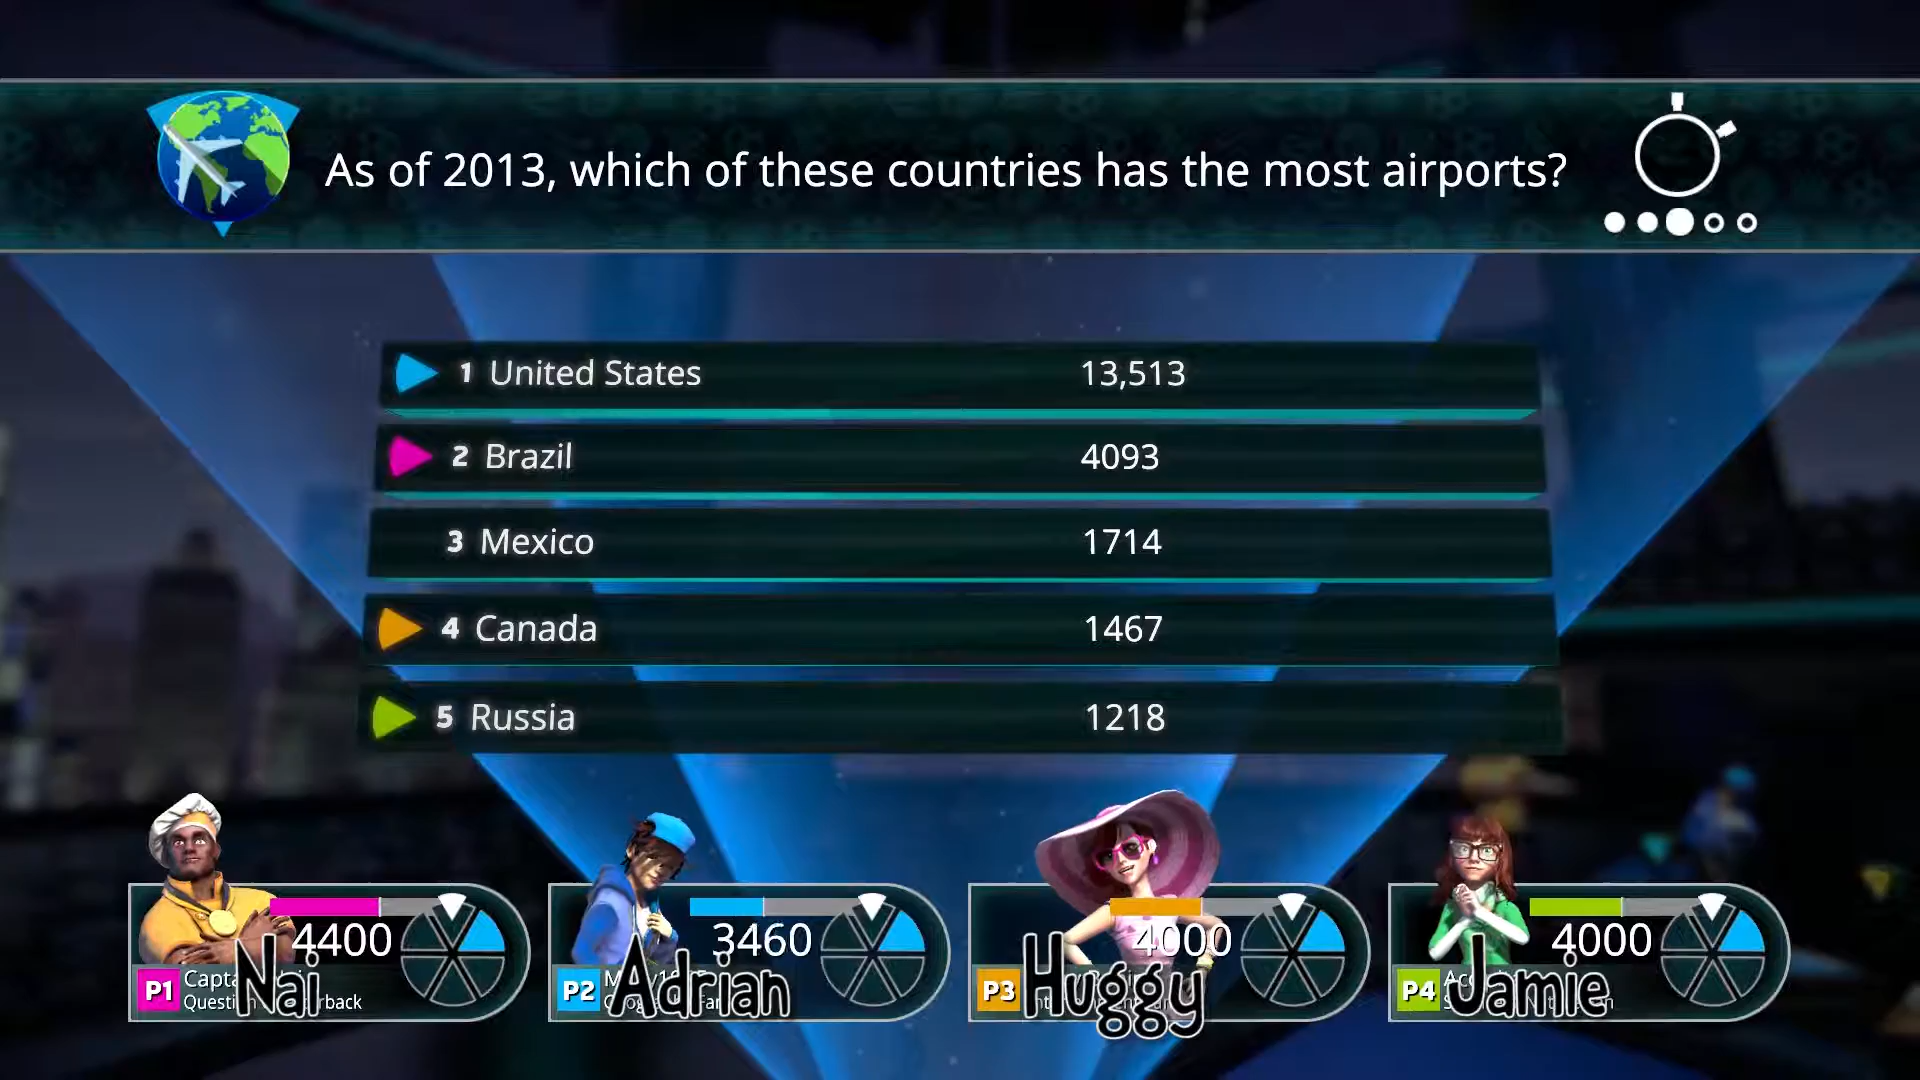 As of 2013, which of these countries has the most airports?
1 United States 13,513
2 Brazil 4093
3 Mexico 1714
4 Canada 1467
5 Russia 1218
4400
3460
4000
4000
P1
Nai
P2
Adrian
P3
Huggy
P4
Jamie